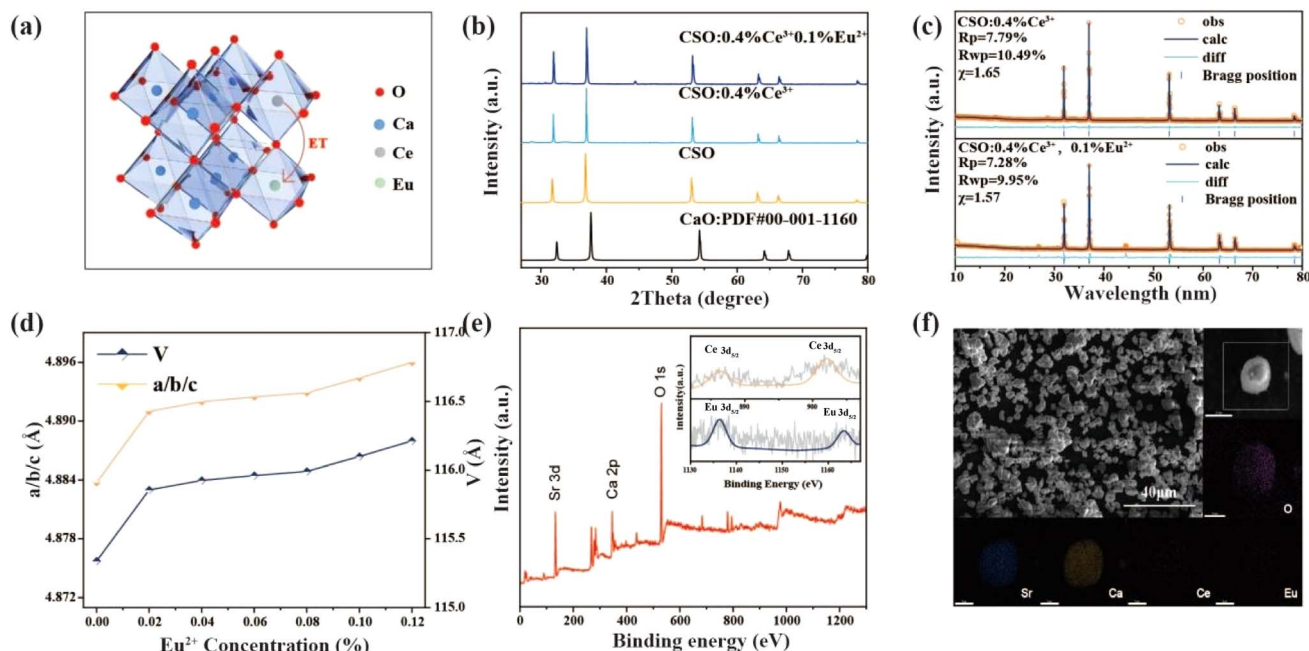 (a)
O
Ca
Ce
Eu
ET
(b)
CSO:0.4%Ce³⁺0.1%Eu²⁺
CSO:0.4%Ce³⁺
CSO
CaO:PDF#00-001-1160
Intensity (a.u.)
30 40 50 60 70 80
2Theta (degree)
(c)
CSO:0.4%Ce³⁺
Rp=7.79%
Rwp=10.49%
χ=1.65
obs
calc
diff
Bragg position
CSO:0.4%Ce³⁺, 0.1%Eu²⁺
Rp=7.28%
Rwp=9.95%
χ=1.57
obs
calc
diff
Bragg position
Intensity (a.u.)
10 20 30 40 50 60 70 80
Wavelength (nm)
(d)
V
a/b/c
4.896
4.890
4.884
4.878
4.872
a/b/c (Å)
117.0
116.5
116.0
115.5
115.0
V (Å)
0.00 0.02 0.04 0.06 0.08 0.10 0.12
Eu²⁺ Concentration (%)
(e)
Intensity (a.u.)
Sr 3d
Ca 2p
O 1s
Ce 3d5/2
Ce 3d5/2
890 900
Eu 3d5/2
Eu 3d5/2
Intensity(a.u.)
1130 1140 1150 1160
Binding Energy (eV)
0 200 400 600 800 1000 1200
Binding energy (eV)
(f)
40μm
O
Sr
Ca
Ce
Eu